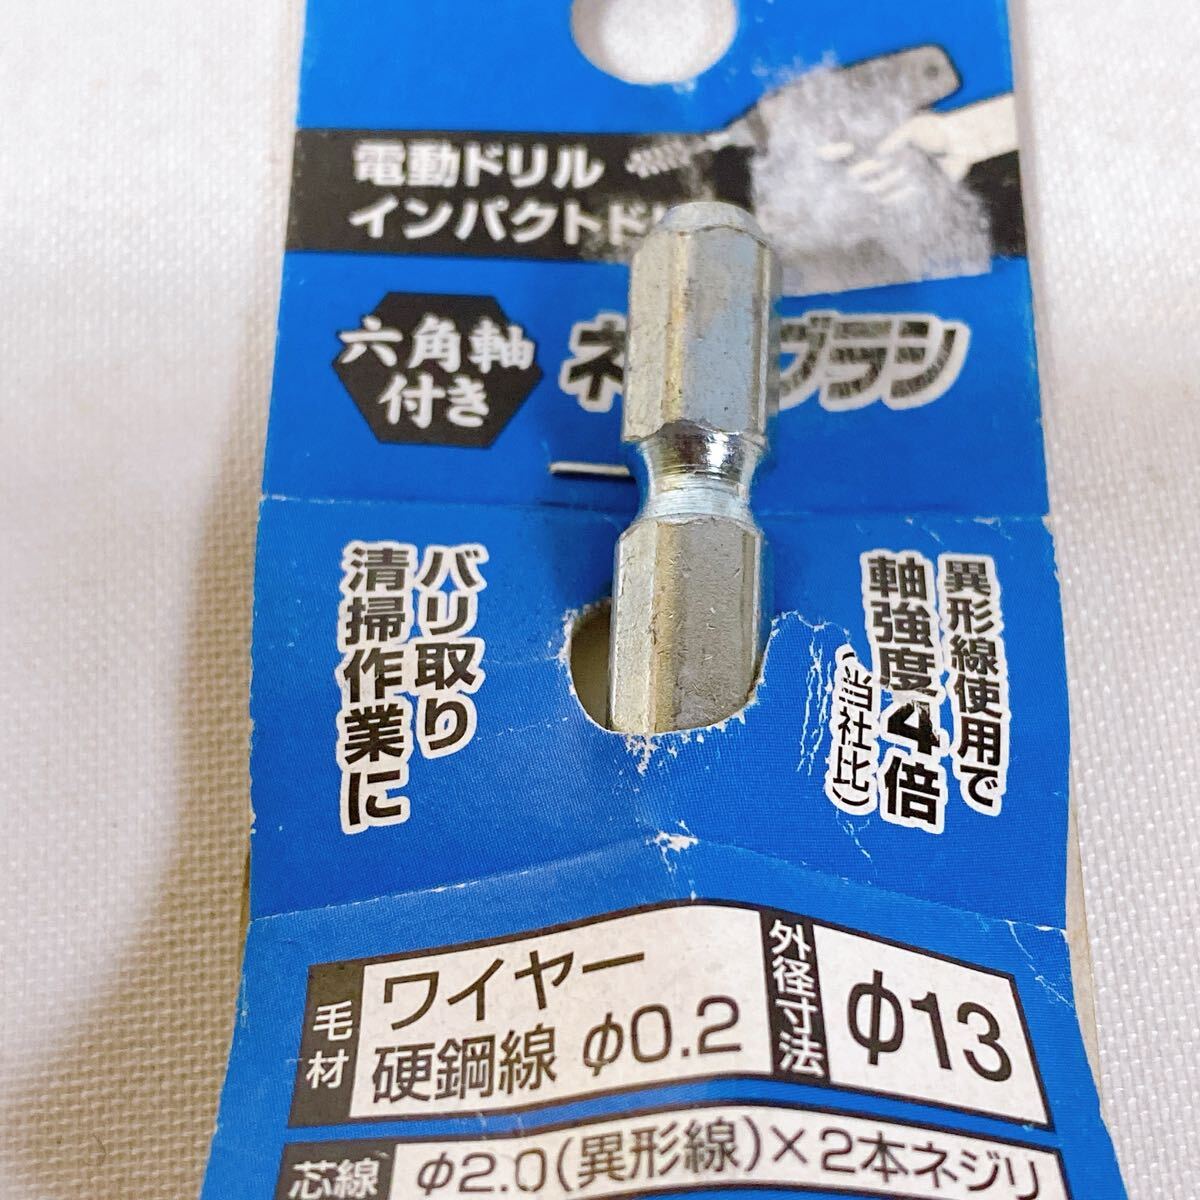 電動ドリル
インパクトド
六角軸
付き
ネ ブラシ
バリ取り
清掃作業に
異形線使用で
軸強度4倍
(当社比)
毛材
ワイヤー
硬鋼線 φ0.2
外径寸法
φ13
芯線
φ2.0(異形線)×2本ネジリ